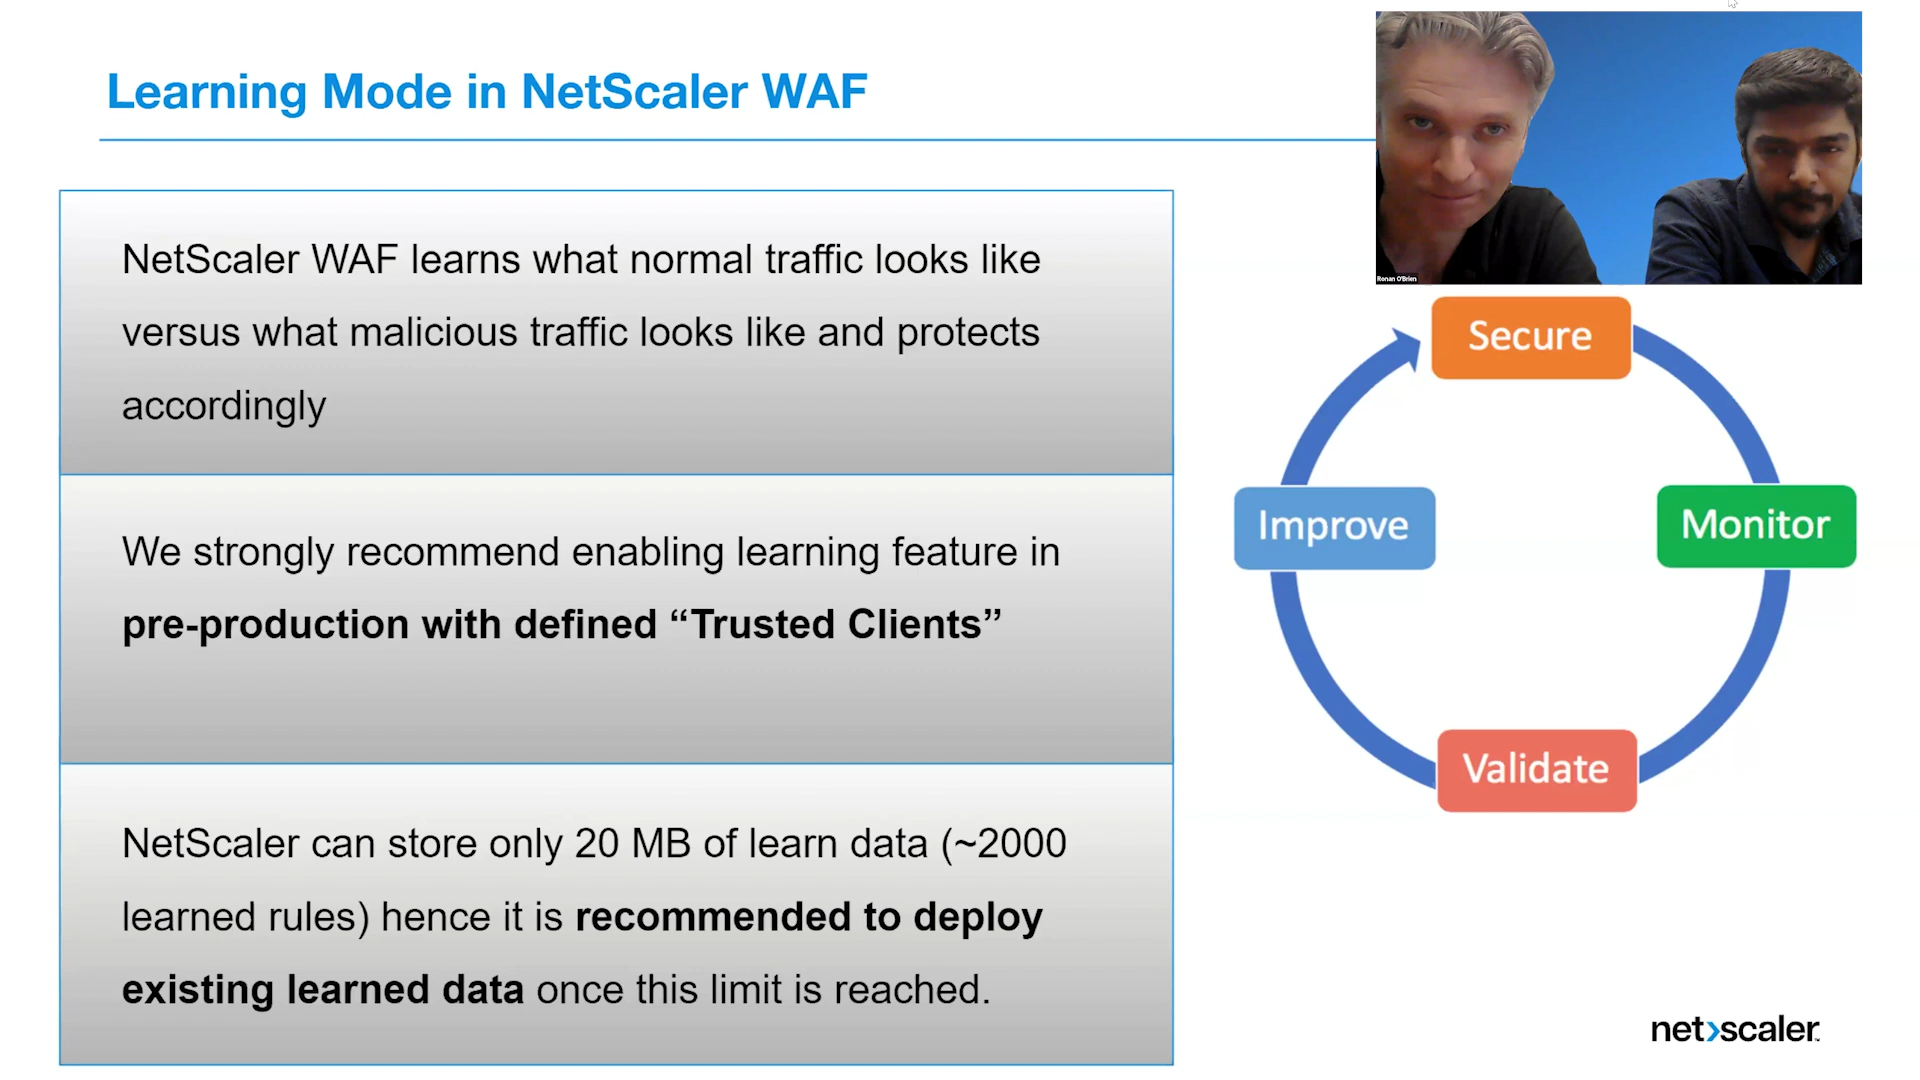 Learning Mode in NetScaler WAF
Ronan O'Brien
NetScaler WAF learns what normal traffic looks like
versus what malicious traffic looks like and protects
accordingly
We strongly recommend enabling learning feature in
pre-production with defined “Trusted Clients”
NetScaler can store only 20 MB of learn data (~2000
learned rules) hence it is recommended to deploy
existing learned data once this limit is reached.
Secure
Monitor
Validate
Improve
net>scaler™